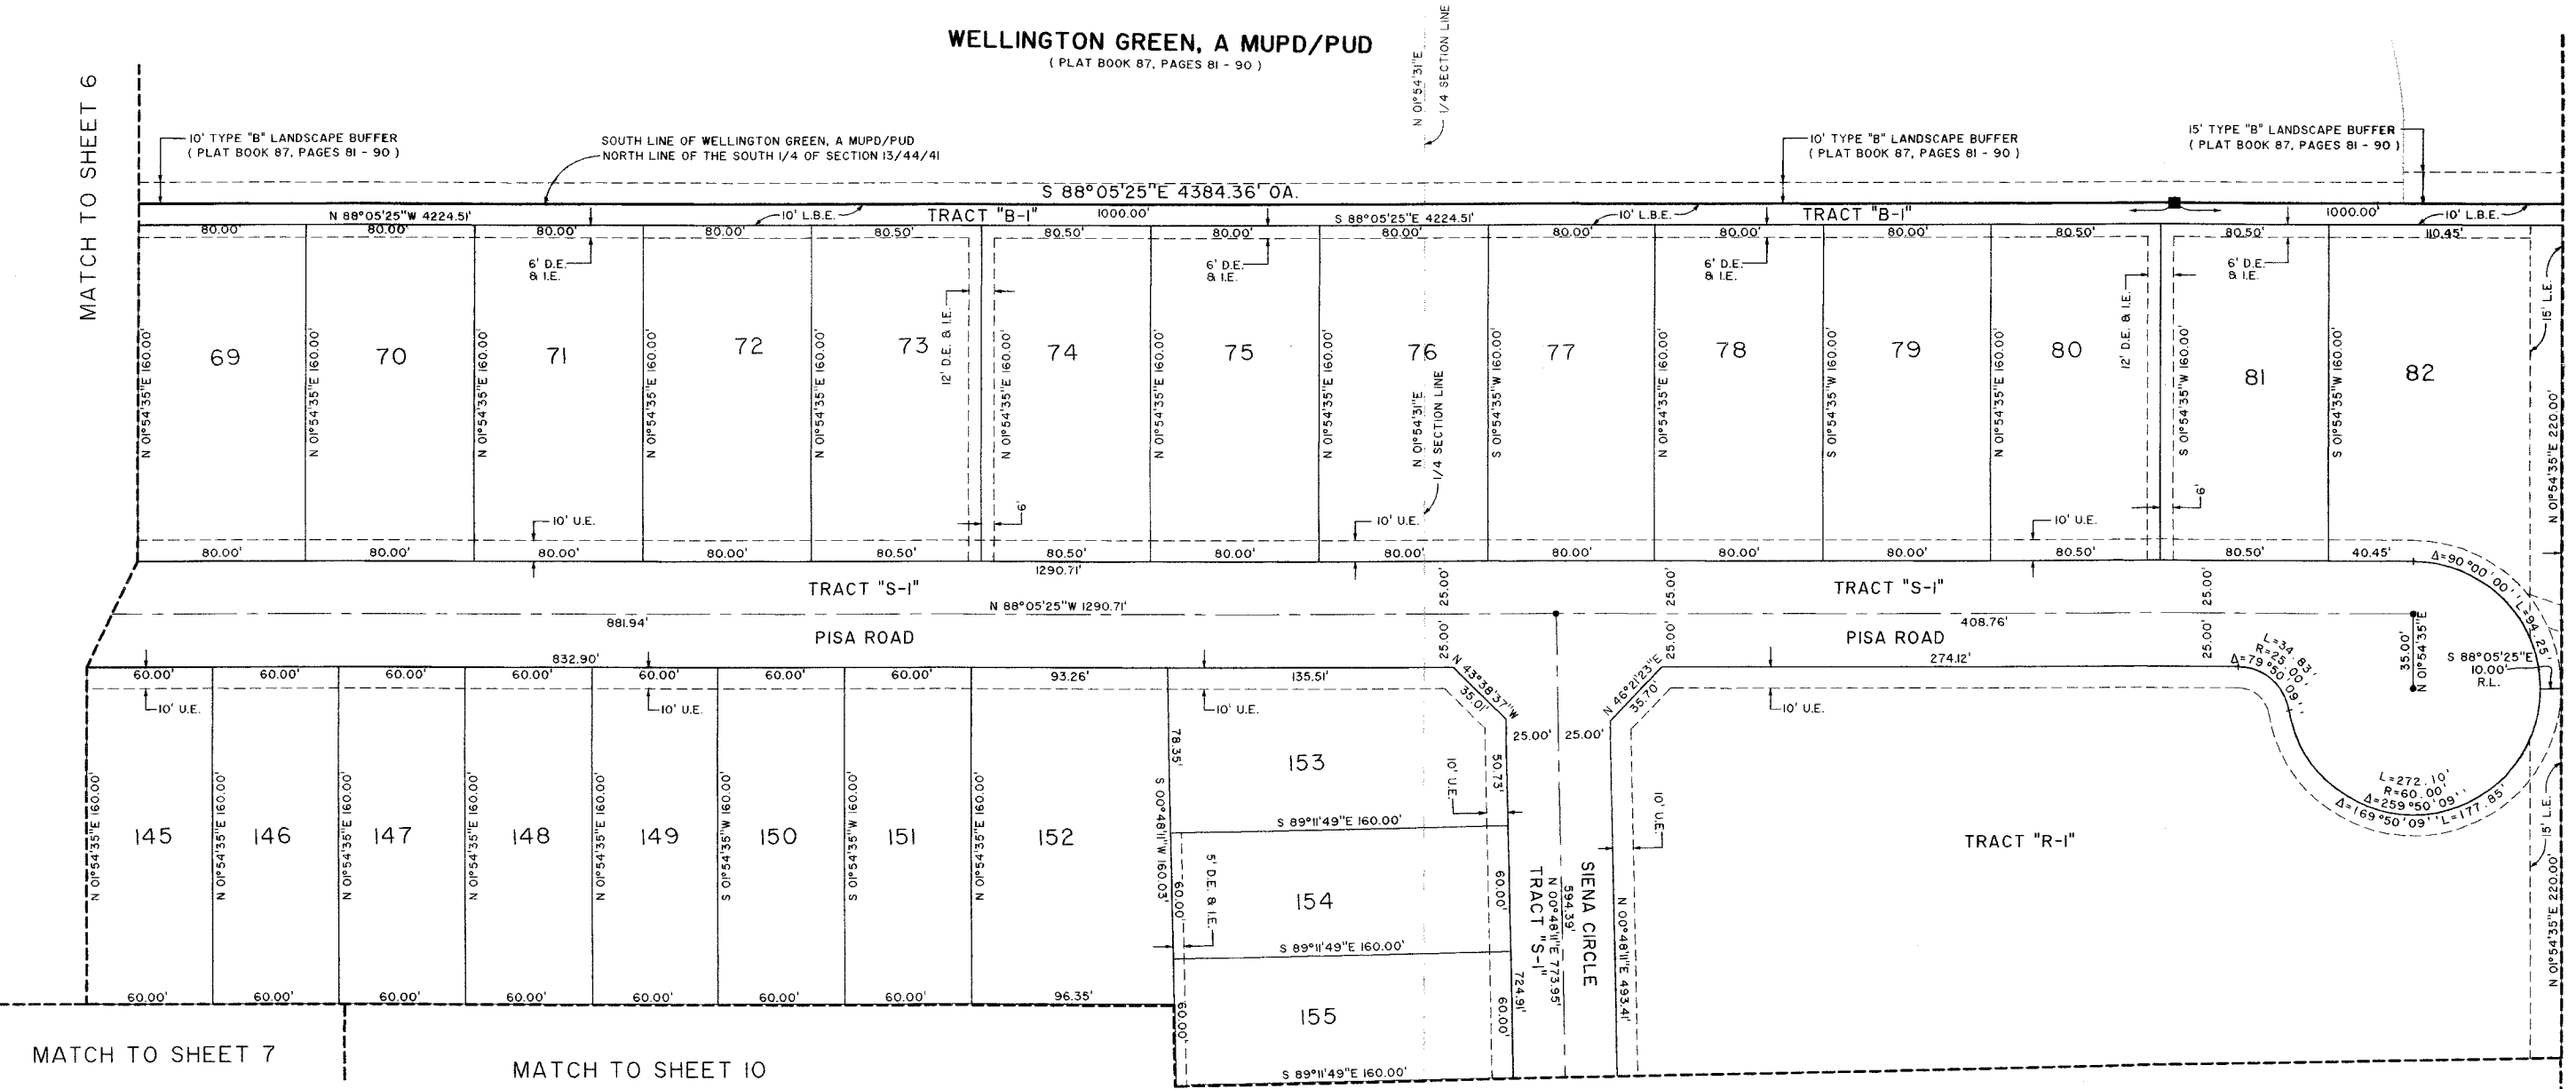 WELLINGTON GREEN, A MUPD/PUD
( PLAT BOOK 87, PAGES 81 - 90 )
N 01°54'31"E
1/4 SECTION LINE
MATCH TO SHEET 6
10' TYPE "B" LANDSCAPE BUFFER
( PLAT BOOK 87, PAGES 81 - 90 )
SOUTH LINE OF WELLINGTON GREEN, A MUPD/PUD
NORTH LINE OF THE SOUTH 1/4 OF SECTION 13/44/41
10' TYPE "B" LANDSCAPE BUFFER
( PLAT BOOK 87, PAGES 81 - 90 )
15' TYPE "B" LANDSCAPE BUFFER
( PLAT BOOK 87, PAGES 81 - 90 )
S 88°05'25"E 4384.36' OA.
N 88°05'25"W 4224.51'
10' L.B.E.
TRACT "B-1"
1000.00'
S 88°05'25"E 4224.51'
10' L.B.E.
TRACT "B-1"
1000.00'
10' L.B.E.
80.00'
80.00'
80.00'
80.00'
80.50'
80.50'
80.00'
80.00'
80.00'
80.00'
80.00'
80.50'
80.50'
110.45'
6' D.E.
& I.E.
6' D.E.
& I.E.
6' D.E.
& I.E.
6' D.E.
& I.E.
15' L.E.
12' D.E. & I.E.
12' D.E. & I.E.
N 01°54'35"E 160.00'
69
N 01°54'35"E 160.00'
70
N 01°54'35"E 160.00'
71
N 01°54'35"E 160.00'
72
N 01°54'35"E 160.00'
73
N 01°54'35"E 160.00'
74
N 01°54'35"E 160.00'
75
N 01°54'35"E 160.00'
76
N 01°54'31"E
1/4 SECTION LINE
S 01°54'35"W 160.00'
77
N 01°54'35"E 160.00'
78
S 01°54'35"W 160.00'
79
N 01°54'35"E 160.00'
80
S 01°54'35"W 160.00'
81
S 01°54'35"W 160.00'
82
N 01°54'35"E 220.00'
6'
6'
10' U.E.
10' U.E.
10' U.E.
80.00'
80.00'
80.00'
80.00'
80.50'
80.50'
80.00'
80.00'
80.00'
80.00'
80.00'
80.50'
80.50'
40.45'
Δ=90°00'00" L=94.25'
1290.71'
TRACT "S-1"
25.00'
25.00'
TRACT "S-1"
25.00'
N 88°05'25"W 1290.71'
881.94'
PISA ROAD
25.00'
25.00'
408.76'
PISA ROAD
25.00'
35.00'
N 01°54'35"E
S 88°05'25"E
10.00'
R.L.
832.90'
274.12'
L=34.83'
R=25.00'
Δ=79°50'09"
60.00'
60.00'
60.00'
60.00'
60.00'
60.00'
60.00'
93.26'
135.51'
N 43°38'37"W
35.01'
N 46°21'23"E
35.70'
10' U.E.
10' U.E.
10' U.E.
10' U.E.
25.00'
25.00'
N 01°54'35"E 160.00'
145
N 01°54'35"E 160.00'
146
N 01°54'35"E 160.00'
147
N 01°54'35"E 160.00'
148
N 01°54'35"E 160.00'
149
S 01°54'35"W 160.00'
150
S 01°54'35"W 160.00'
151
N 01°54'35"E 160.00'
152
78.35'
S 00°48'11"W 160.03'
153
10' U.E.
50.73'
10' U.E.
S 89°11'49"E 160.00'
60.00'
5' D.E. & I.E.
154
60.00'
S 89°11'49"E 160.00'
60.00'
155
60.00'
724.91'
S 89°11'49"E 160.00'
TRACT "S-1"
N 00°48'11"E 773.95'
594.39'
SIENA CIRCLE
N 00°48'11"E 493.41'
L=272.10'
R=60.00'
Δ=259°50'09"
Δ=169°50'09" L=177.85'
TRACT "R-1"
15' L.E.
N 01°54'35"E 220.00'
60.00'
60.00'
60.00'
60.00'
60.00'
60.00'
60.00'
96.35'
MATCH TO SHEET 7
MATCH TO SHEET 10